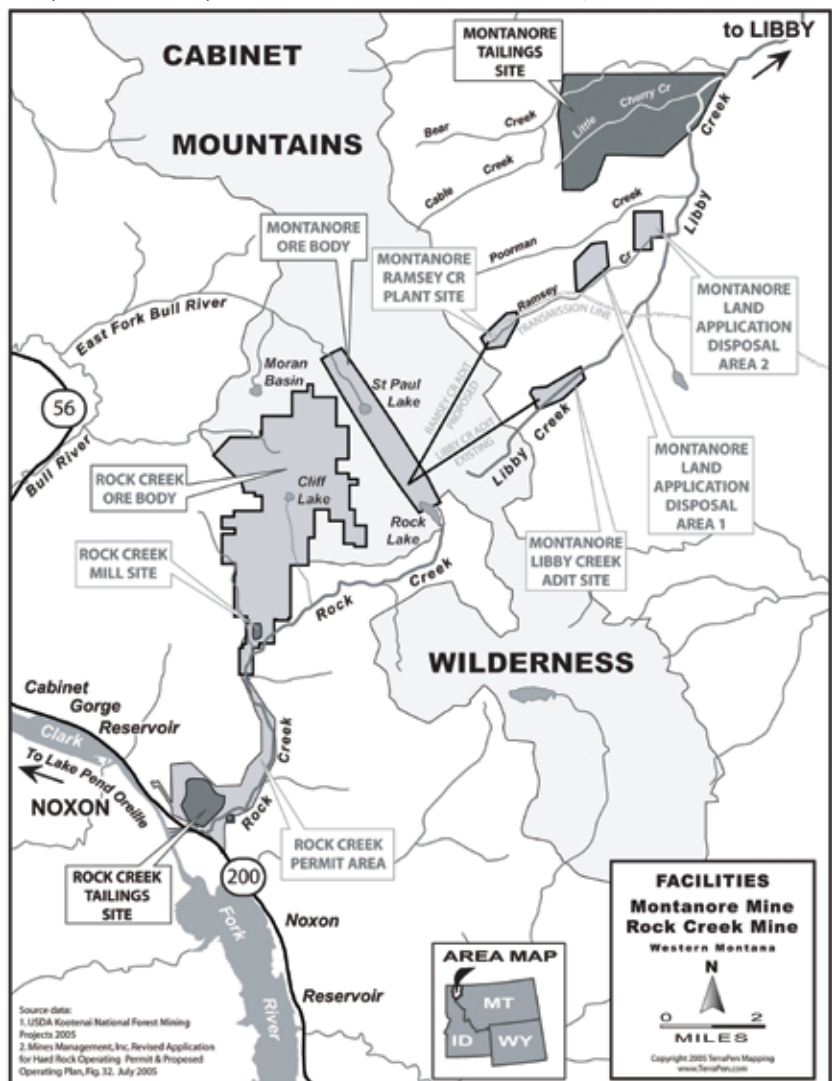 to LIBBY
MONTANORE
TAILINGS
SITE
CABINET
MOUNTAINS
Bear Creek
Little Cherry Cr
Creek
Cable Creek
MONTANORE
ORE BODY
MONTANORE
RAMSEY CR
PLANT SITE
Poorman Creek
Libby
Ramsey Cr
TRANSMISSION LINE
MONTANORE
LAND
APPLICATION
DISPOSAL
AREA 2
East Fork Bull River
Moran
Basin
St Paul
Lake
RAMSEY CR ADIT
PROPOSED
LIBBY CR ADIT
EXISTING
56
Bull River
ROCK CREEK
ORE BODY
Cliff
Lake
Libby Creek
MONTANORE
LAND
APPLICATION
DISPOSAL
AREA 1
Rock
Lake
ROCK CREEK
MILL SITE
MONTANORE
LIBBY CREEK
ADIT SITE
Rock Creek
WILDERNESS
Cabinet
Gorge
Reservoir
Clark
To Lake Pend Oreille
NOXON
Rock Creek
ROCK CREEK
PERMIT AREA
ROCK CREEK
TAILINGS
SITE
200
Fork
River
Noxon
Reservoir
AREA MAP
MT
ID
WY
FACILITIES
Montanore Mine
Rock Creek Mine
Western Montana
N
0 2
MILES
Copyright 2005 TerraPen Mapping
www.TerraPen.com
Source data:
1. USDA Kootenai National Forest Mining
Projects 2005
2. Mines Management, Inc. Revised Application
for Hard Rock Operating Permit & Proposed
Operating Plan, Fig. 32. July 2005